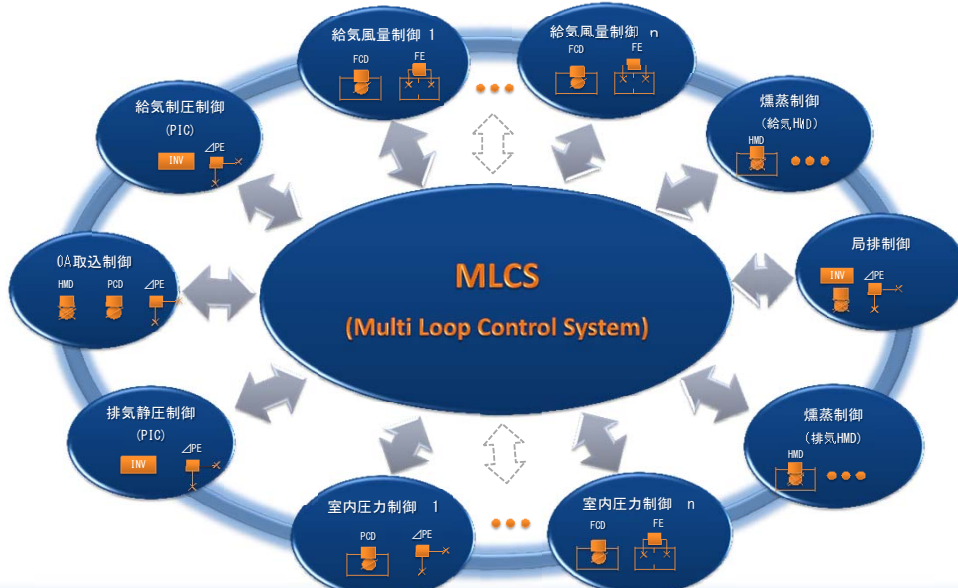 給気風量制御 1
FCD
FE
給気風量制御 n
FCD
FE
燻蒸制御
(給気HMD)
HMD
給気制圧制御
(PIC)
INV
⊿PE
局排制御
INV
⊿PE
OA取込制御
HMD
PCD
⊿PE
MLCS
(Multi Loop Control System)
排気静圧制御
(PIC)
INV
⊿PE
燻蒸制御
(排気HMD)
HMD
室内圧力制御 1
PCD
⊿PE
室内圧力制御 n
FCD
FE